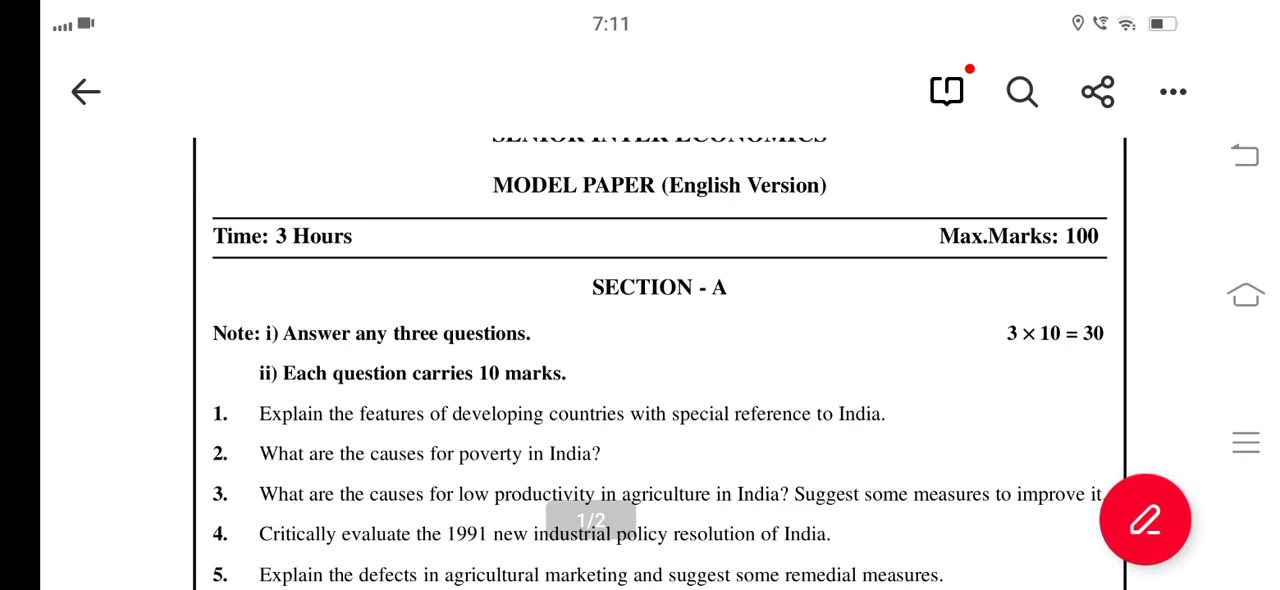 7:11
SENIOR INTER ECONOMICS
MODEL PAPER (English Version)
Time: 3 Hours Max.Marks: 100
SECTION - A
Note: i) Answer any three questions. 3 × 10 = 30
ii) Each question carries 10 marks.
1. Explain the features of developing countries with special reference to India.
2. What are the causes for poverty in India?
3. What are the causes for low productivity in agriculture in India? Suggest some measures to improve it.
1/2
4. Critically evaluate the 1991 new industrial policy resolution of India.
5. Explain the defects in agricultural marketing and suggest some remedial measures.